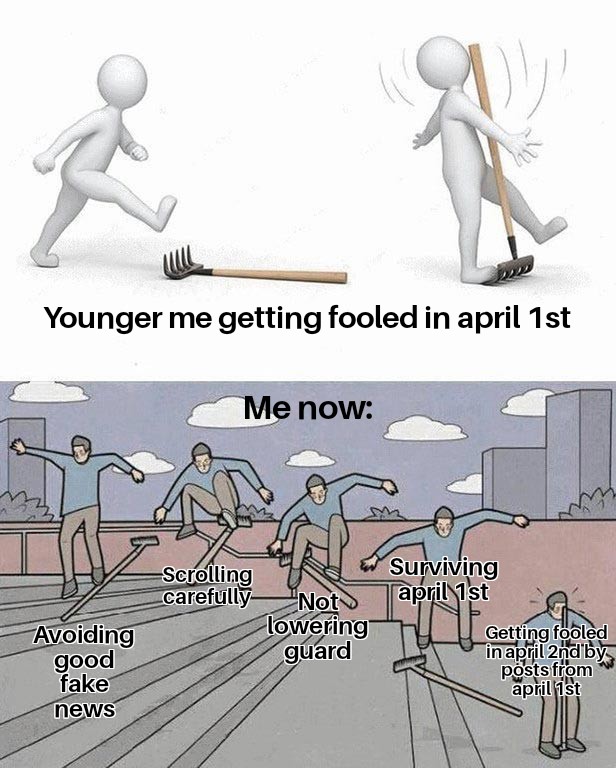 Younger me getting fooled in april 1st
Me now:
Avoiding
good
fake
news
Scrolling
carefully
Not
lowering
guard
Surviving
april 1st
Getting fooled
in april 2nd by
posts from
april 1st